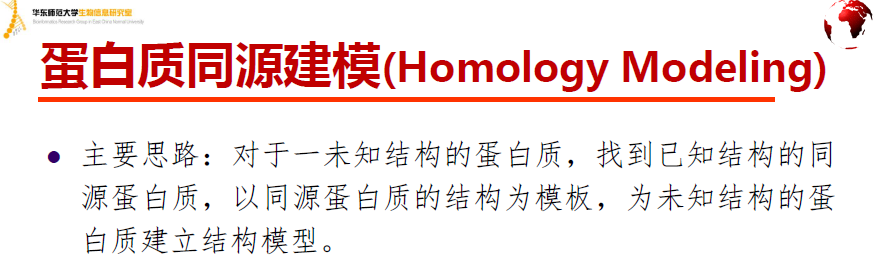 华东师范大学生物信息研究室
Bioinformatics Research Group in East China Normal University
蛋白质同源建模(Homology Modeling)
● 主要思路：对于一未知结构的蛋白质，找到已知结构的同
源蛋白质，以同源蛋白质的结构为模板，为未知结构的蛋
白质建立结构模型。